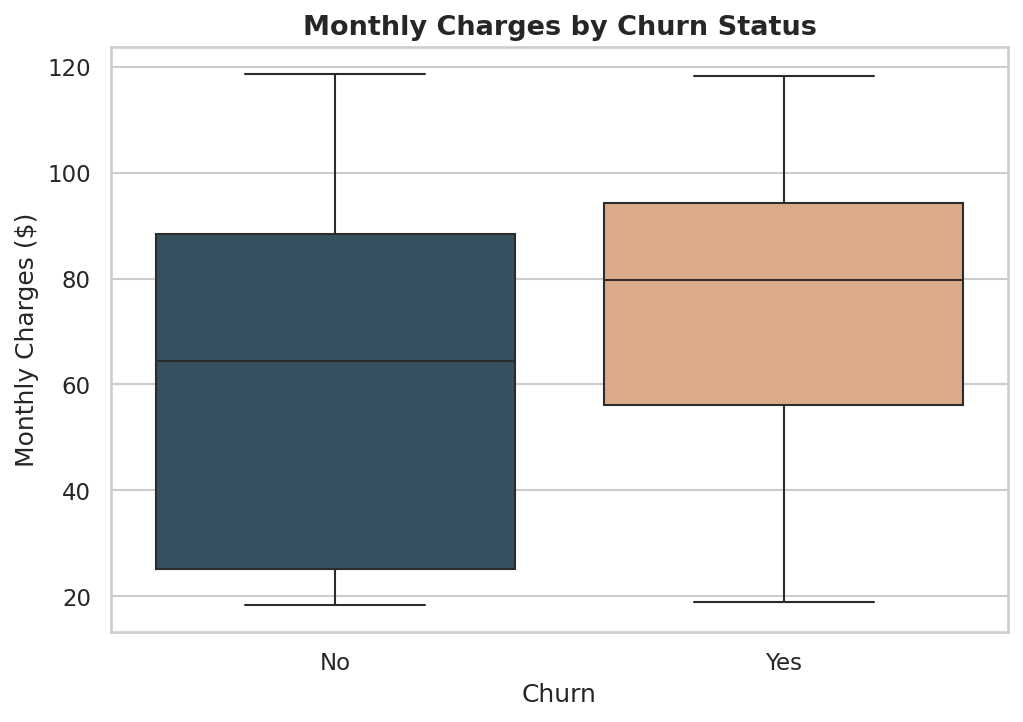 Monthly Charges by Churn Status
120
100
80
60
40
20
Monthly Charges ($)
No
Yes
Churn